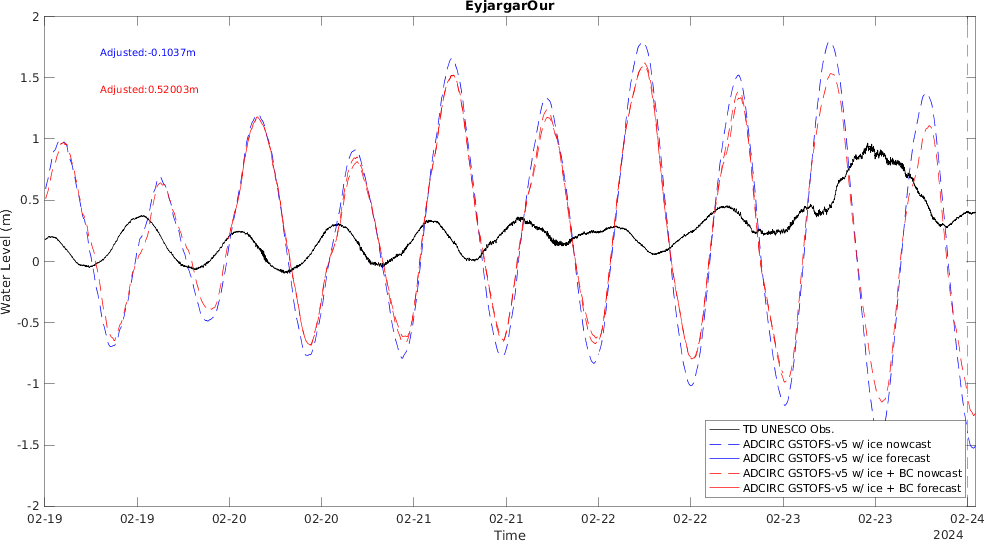 EyjargarOur
Adjusted:-0.1037m
Adjusted:0.52003m
Water Level (m)
2
1.5
1
0.5
0
-0.5
-1
-1.5
-2
TD UNESCO Obs.
ADCIRC GSTOFS-v5 w/ ice nowcast
ADCIRC GSTOFS-v5 w/ ice forecast
ADCIRC GSTOFS-v5 w/ ice + BC nowcast
ADCIRC GSTOFS-v5 w/ ice + BC forecast
02-19 02-19 02-20 02-20 02-21 02-21 02-22 02-22 02-23 02-23 02-24
Time
2024